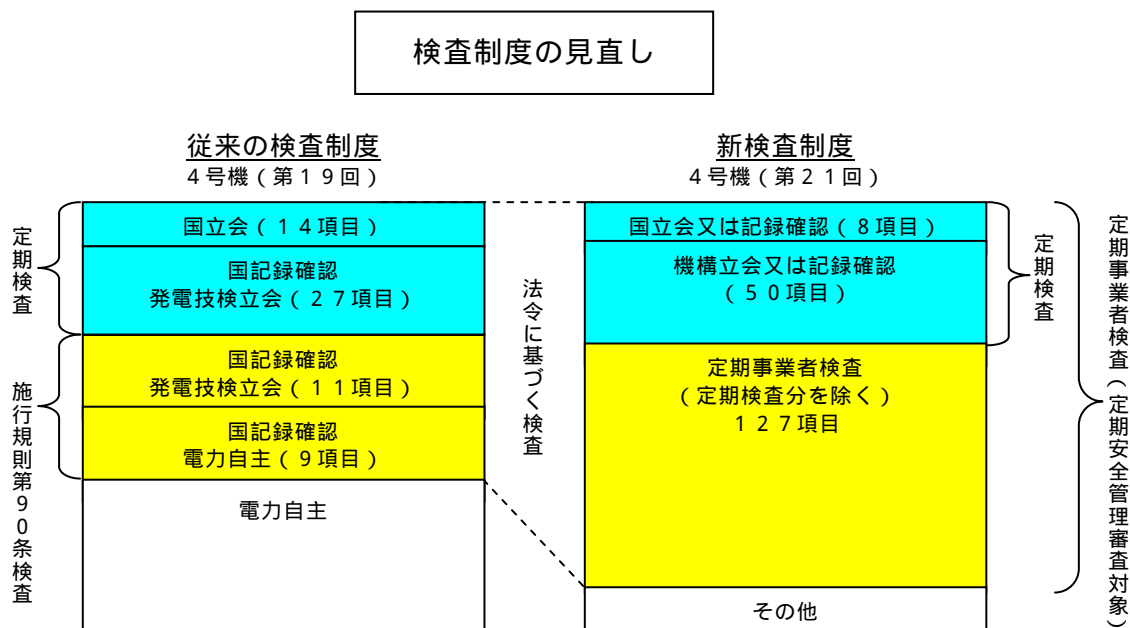 検査制度の見直し
従来の検査制度
4号機(第19回)
定期検査
国立会(14項目)
国記録確認
発電技検立会(27項目)
施行規則第90条検査
国記録確認
発電技検立会(11項目)
国記録確認
電力自主(9項目)
電力自主
法令に基づく検査
新検査制度
4号機(第21回)
国立会又は記録確認(8項目)
機構立会又は記録確認
(50項目)
定期検査
定期事業者検査
(定期検査分を除く)
127項目
その他
定期事業者検査(定期安全管理審査対象)